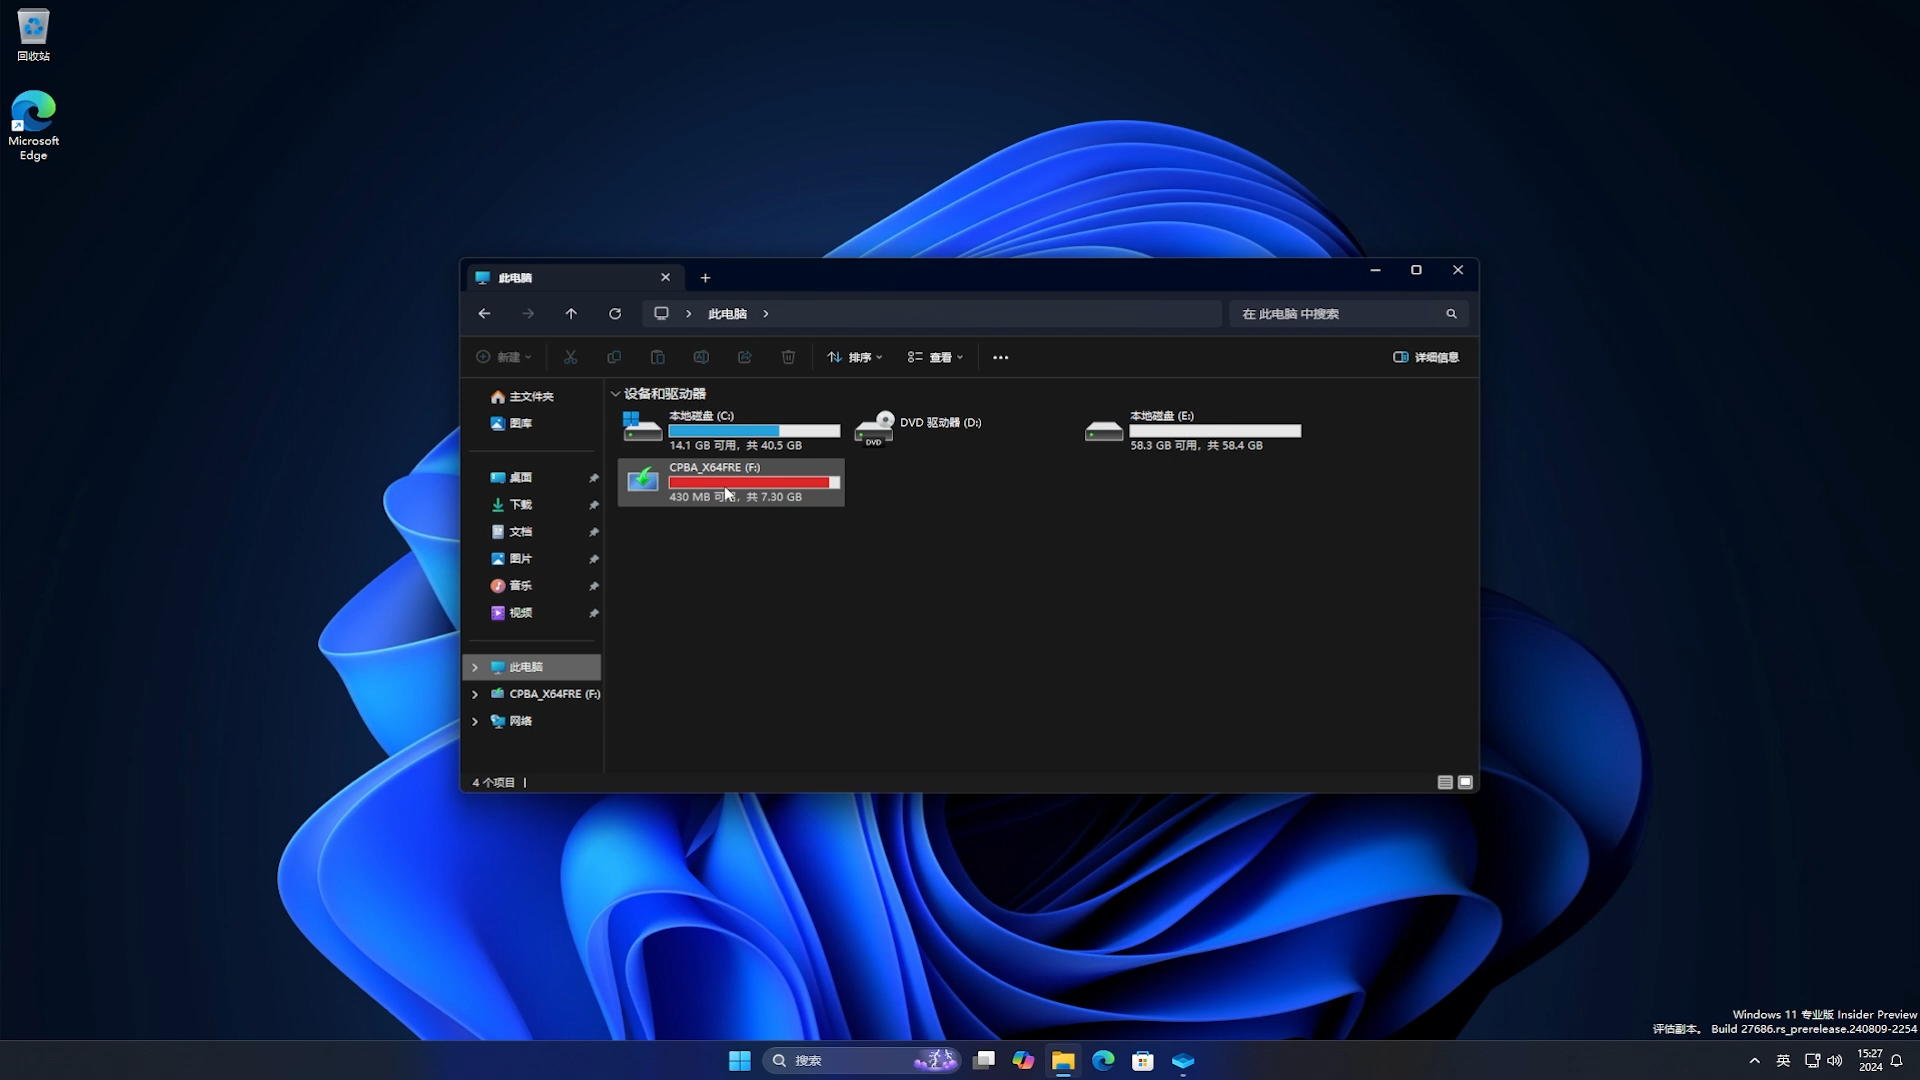 回收站
Microsoft
Edge
此电脑
此电脑
在 此电脑 中搜索
新建
排序
查看
详细信息
主文件夹
图库
桌面
下载
文档
图片
音乐
视频
此电脑
CPBA_X64FRE (F:)
网络
设备和驱动器
本地磁盘 (C:)
14.1 GB 可用，共 40.5 GB
DVD 驱动器 (D:)
DVD
本地磁盘 (E:)
58.3 GB 可用，共 58.4 GB
CPBA_X64FRE (F:)
430 MB 可用，共 7.30 GB
4 个项目
Windows 11 专业版 Insider Preview
评估副本。 Build 27686.rs_prerelease.240809-2254
搜索
英
15:27
2024